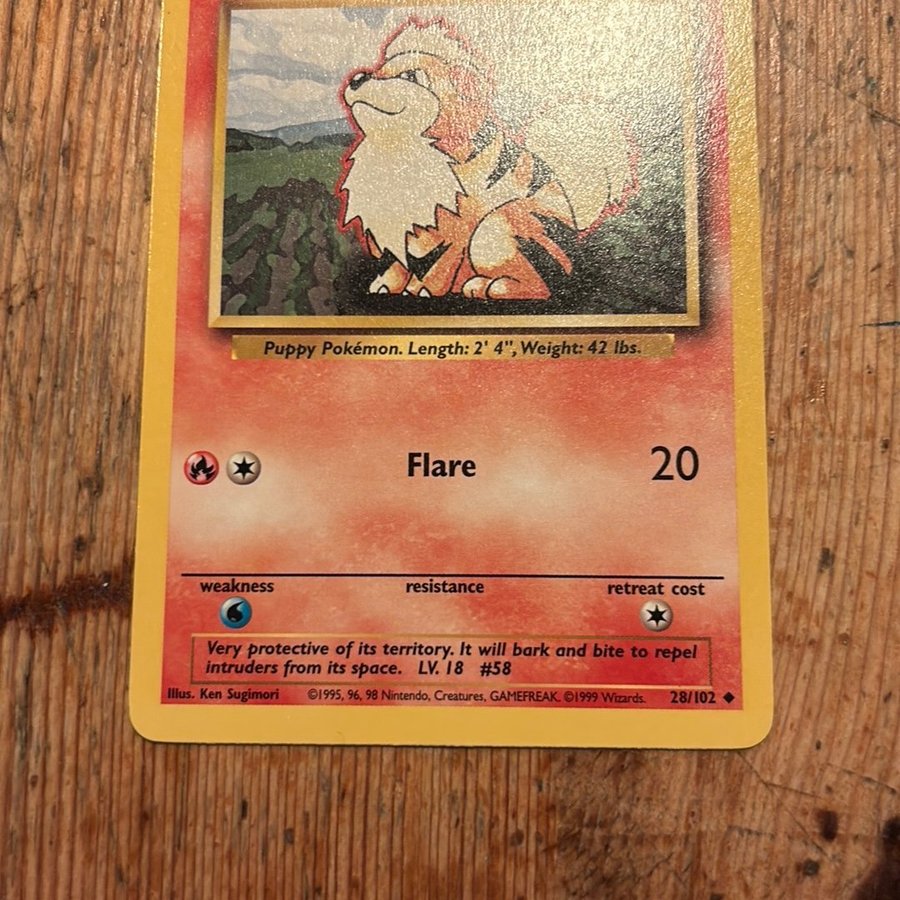 Puppy Pokémon. Length: 2' 4", Weight: 42 lbs.
Flare 20
weakness resistance retreat cost
Very protective of its territory. It will bark and bite to repel
intruders from its space. LV. 18 #58
Illus. Ken Sugimori ©1995, 96, 98 Nintendo, Creatures, GAMEFREAK. ©1999 Wizards. 28/102